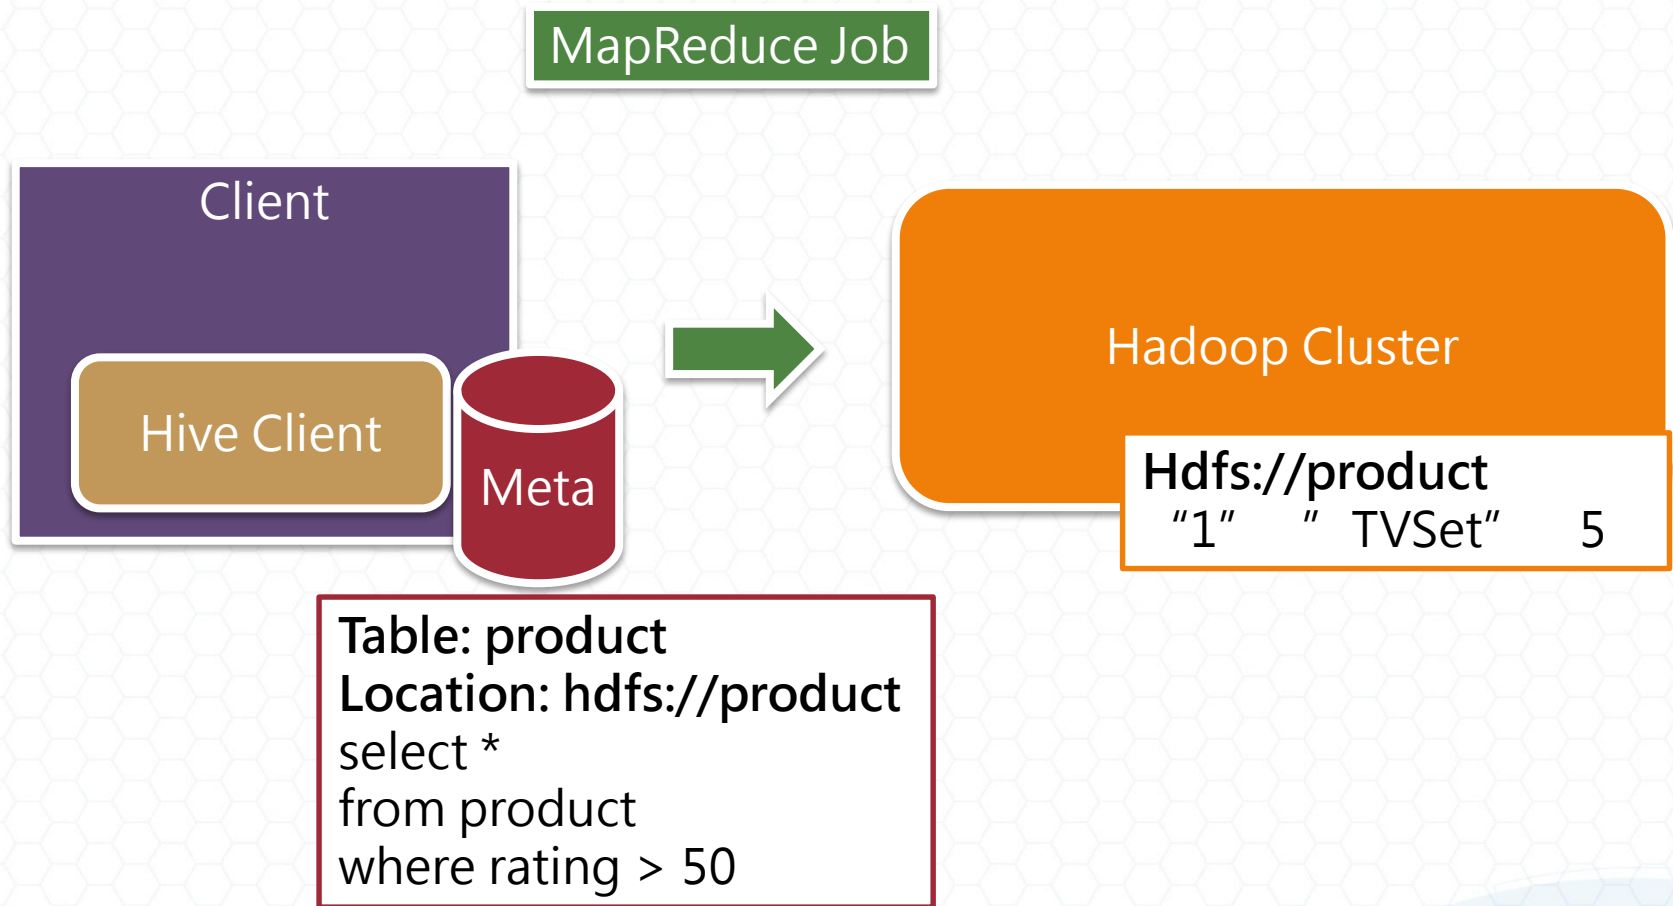 MapReduce Job
Client
Hive Client
Meta
Hadoop Cluster
Hdfs://product
“1” ” TVSet” 5
Table: product
Location: hdfs://product
select *
from product
where rating > 50